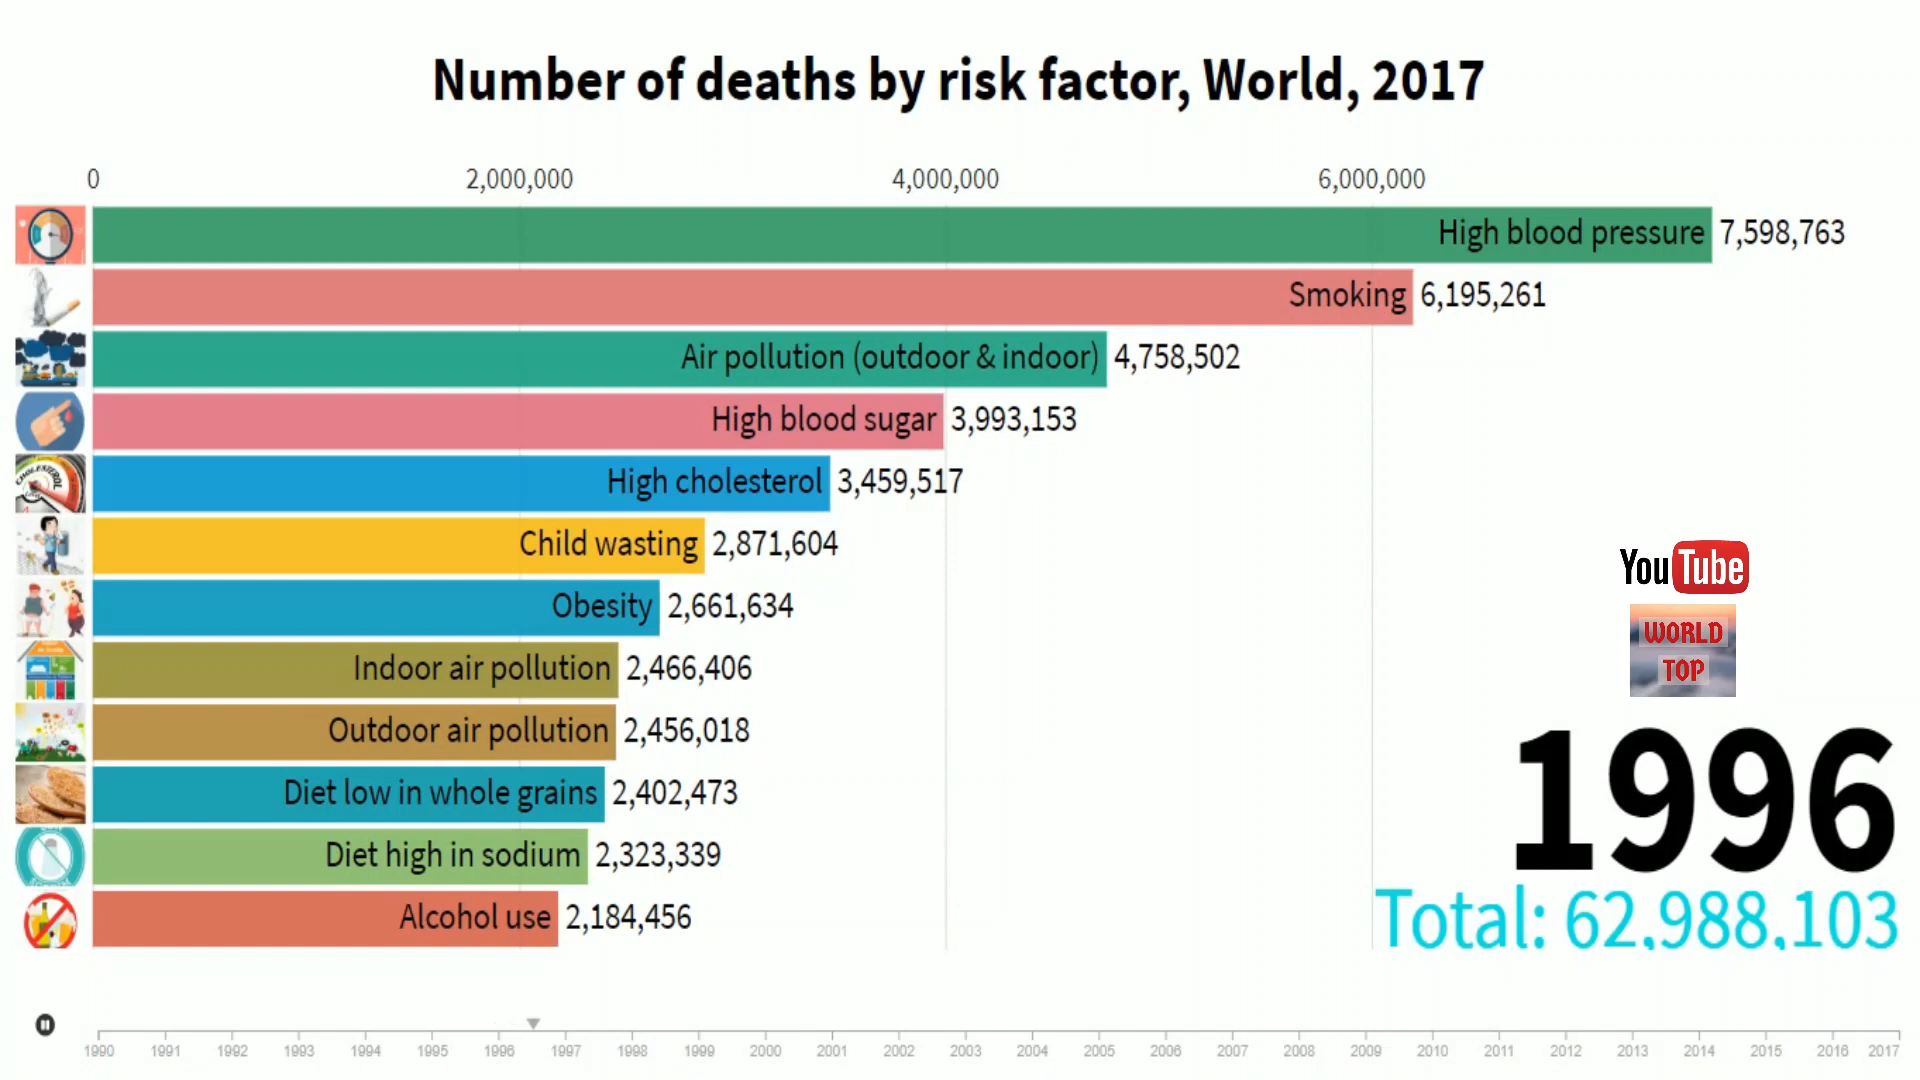 Number of deaths by risk factor, World, 2017
0 2,000,000 4,000,000 6,000,000
High blood pressure 7,598,763
Smoking 6,195,261
Air pollution (outdoor & indoor) 4,758,502
High blood sugar 3,993,153
CHOLESTEROL
High cholesterol 3,459,517
Child wasting 2,871,604
Obesity 2,661,634
Indoor air pollution 2,466,406
Outdoor air pollution 2,456,018
Diet low in whole grains 2,402,473
Diet high in sodium 2,323,339
Alcohol use 2,184,456
YouTube
WORLD
TOP
1996
Total: 62,988,103
1990 1991 1992 1993 1994 1995 1996 1997 1998 1999 2000 2001 2002 2003 2004 2005 2006 2007 2008 2009 2010 2011 2012 2013 2014 2015 2016 2017